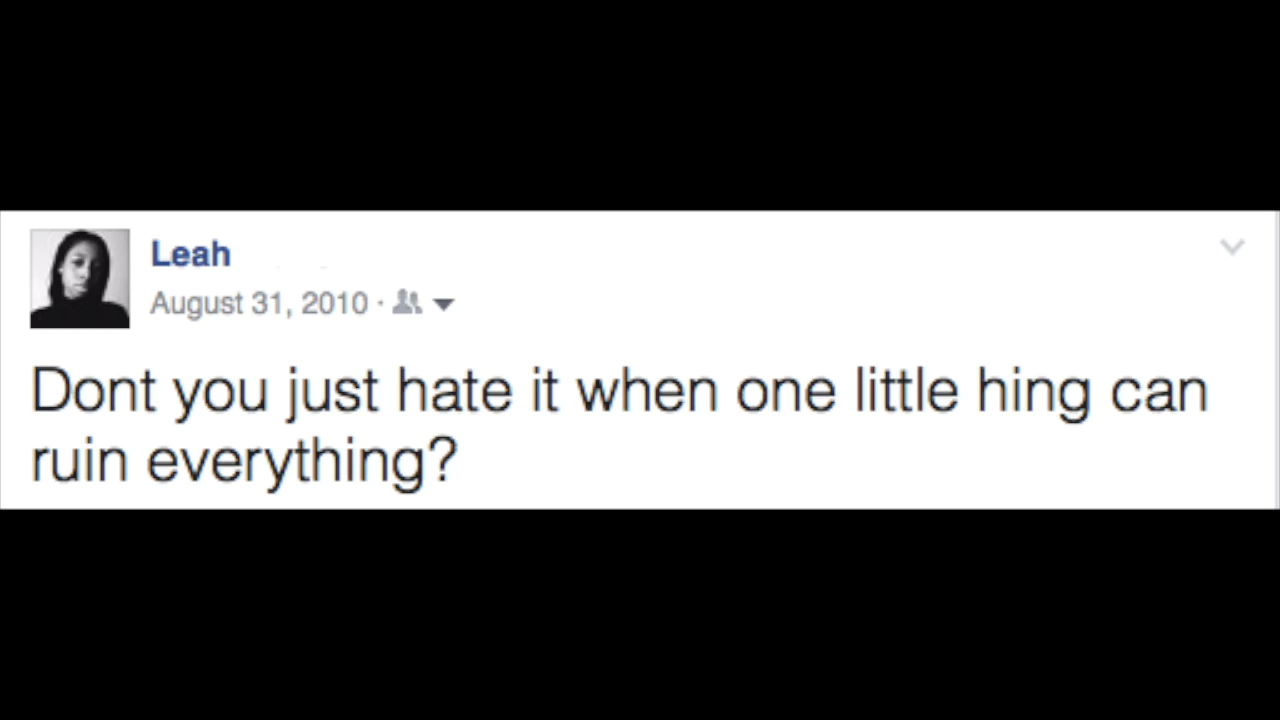 Leah
August 31, 2010 ·
Dont you just hate it when one little hing can
ruin everything?